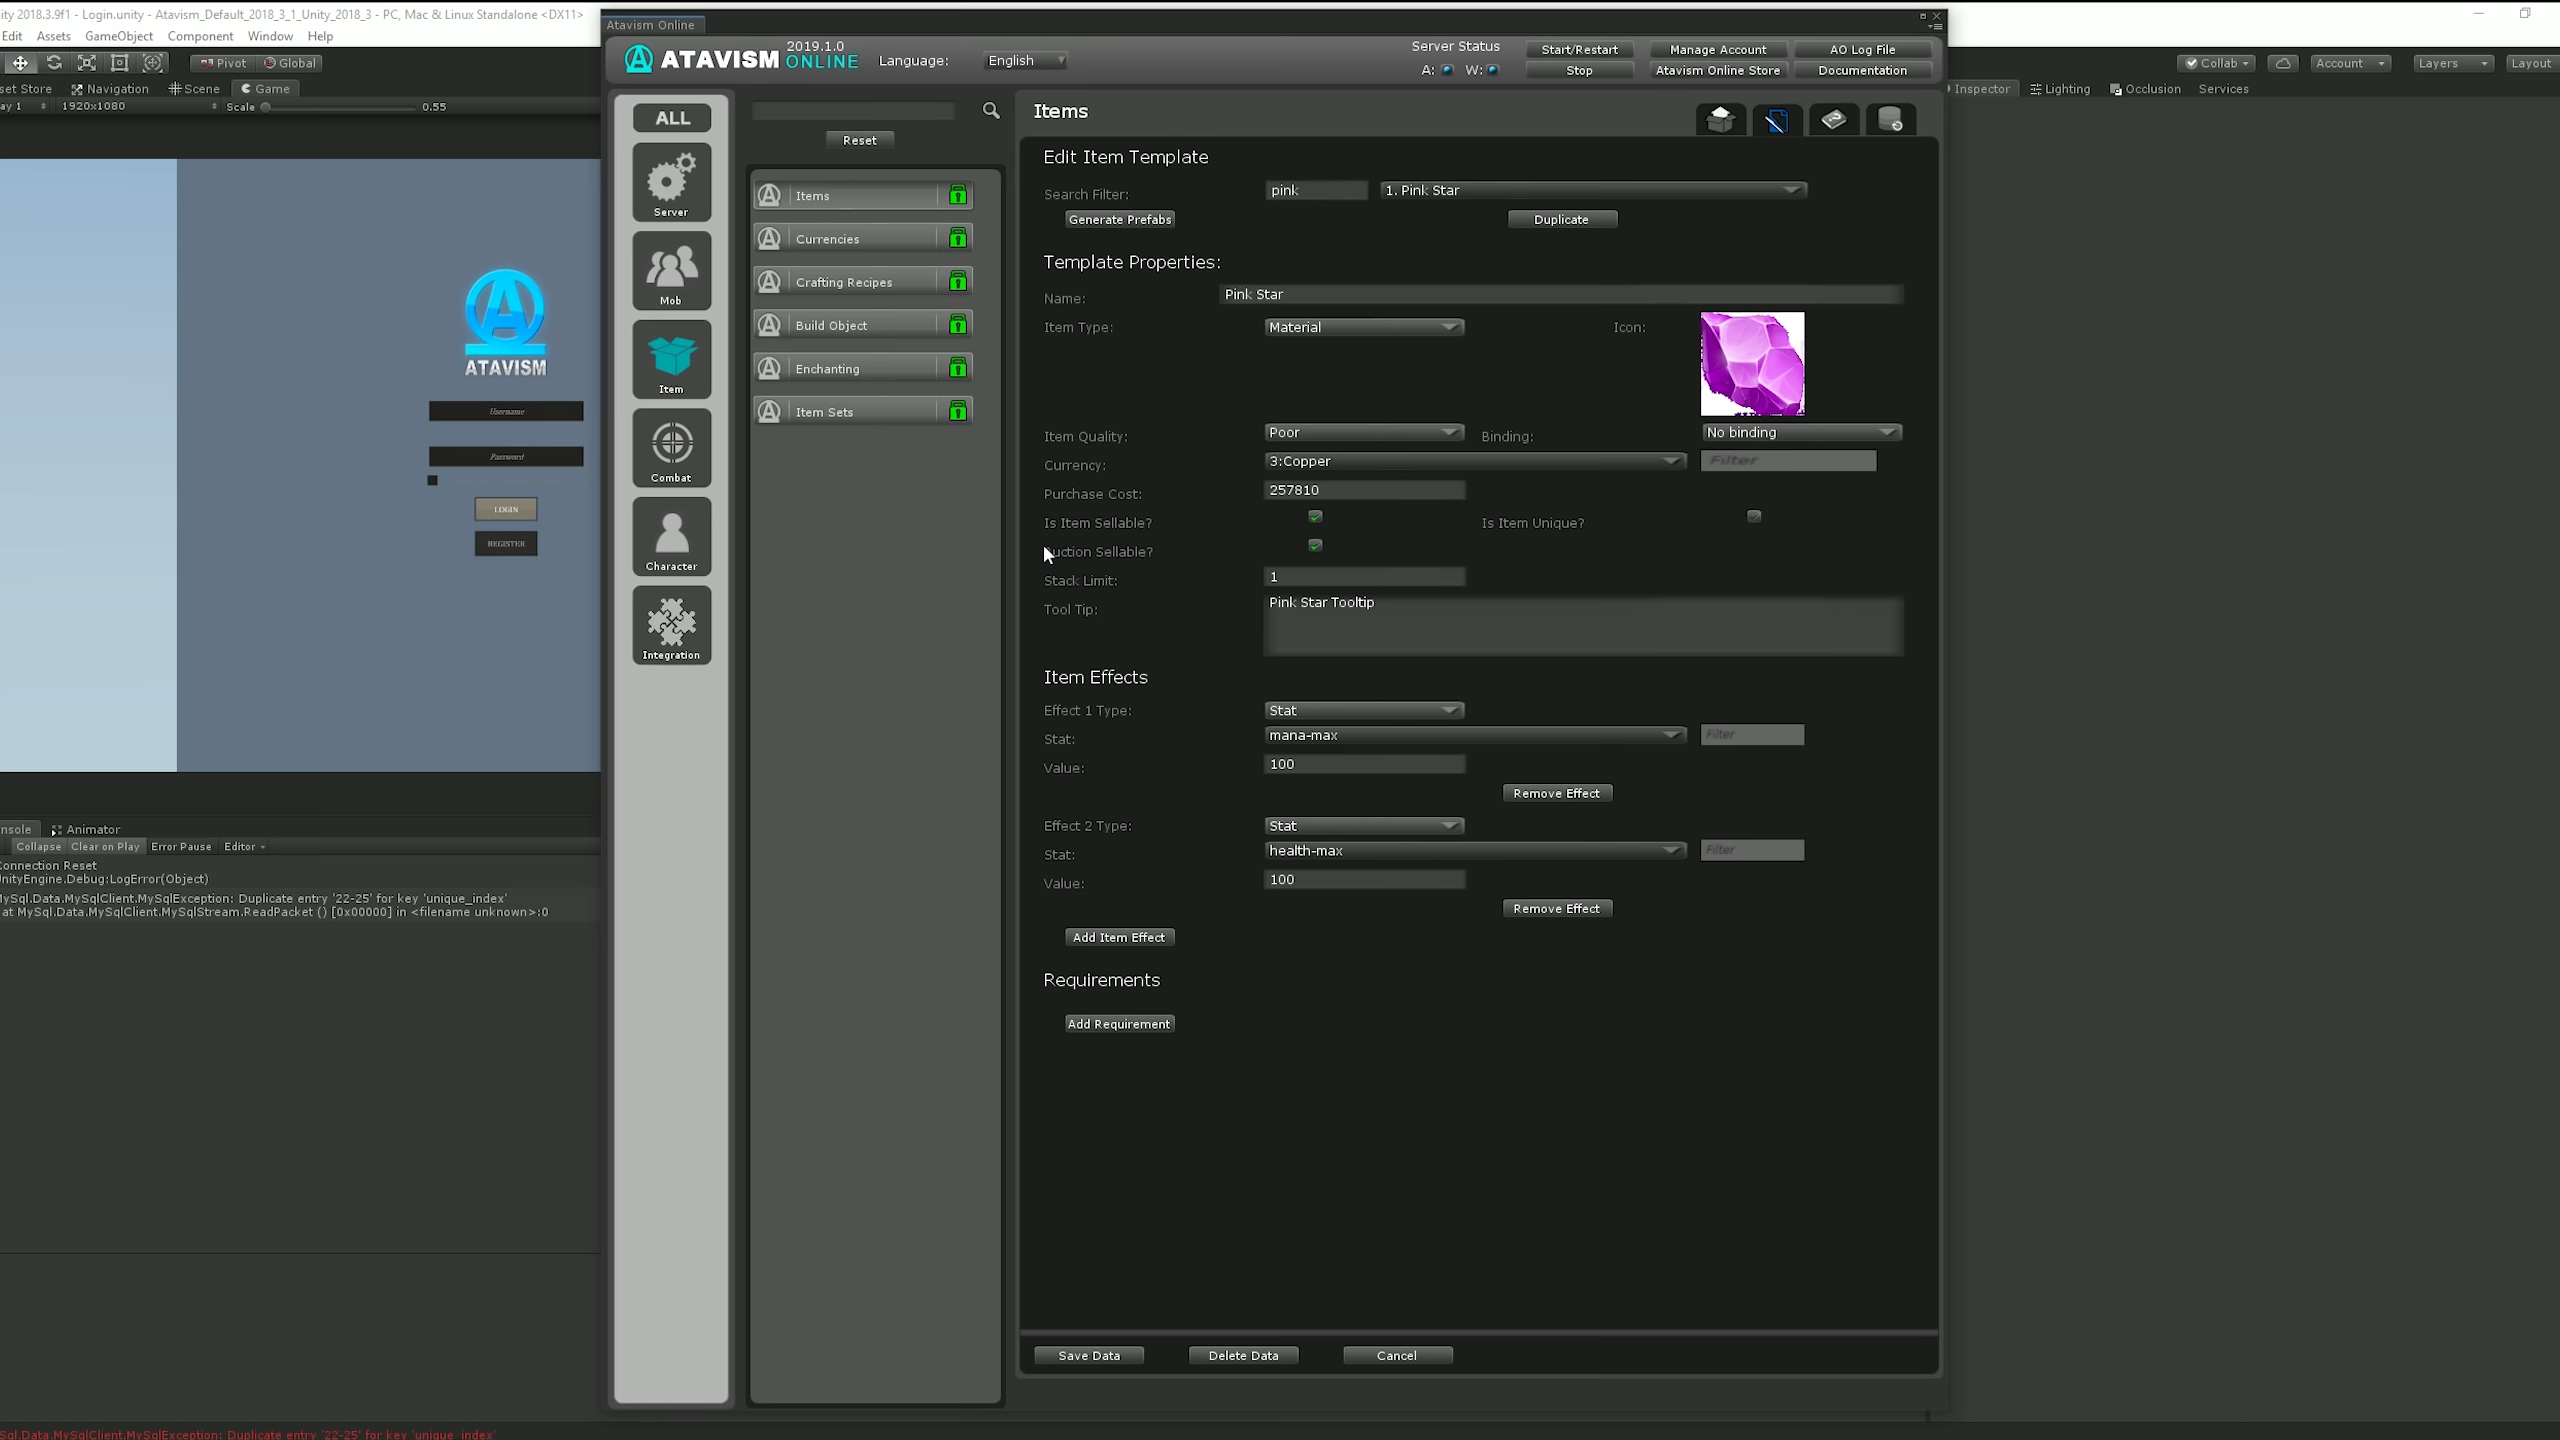 ity 2018.3.9f1 - Login.unity - Atavism_Default_2018_3_1_Unity_2018_3 - PC, Mac & Linux Standalone <DX11>
Edit Assets GameObject Component Window Help
Pivot Global
Collab Account Layers Layout
set Store Navigation Scene Game
Inspector Lighting Occlusion Services
ay 1 1920x1080 Scale 0.55
ATAVISM
Username
Password
LOGIN
REGISTER
nsole Animator
Collapse Clear on Play Error Pause Editor
onnection Reset
nityEngine.Debug:LogError(Object)
MySql.Data.MySqlClient.MySqlException: Duplicate entry '22-25' for key 'unique_index'
at MySql.Data.MySqlClient.MySqlStream.ReadPacket () [0x00000] in <filename unknown>:0
Sql.Data.MySqlClient.MySqlException: Duplicate entry '22-25' for key 'unique_index'
Atavism Online
ATAVISM 2019.1.0 ONLINE
Language: English
Server Status
A: W:
Start/Restart Manage Account AO Log File
Stop Atavism Online Store Documentation
ALL
Server
Mob
Item
Combat
Character
Integration
Reset
Items
Currencies
Crafting Recipes
Build Object
Enchanting
Item Sets
Items
Edit Item Template
Search Filter: pink 1. Pink Star
Generate Prefabs Duplicate
Template Properties:
Name: Pink Star
Item Type: Material Icon:
Item Quality: Poor Binding: No binding
Currency: 3:Copper Filter
Purchase Cost: 257810
Is Item Sellable? Is Item Unique?
uction Sellable?
Stack Limit: 1
Tool Tip: Pink Star Tooltip
Item Effects
Effect 1 Type: Stat
Stat: mana-max Filter
Value: 100
Remove Effect
Effect 2 Type: Stat
Stat: health-max Filter
Value: 100
Remove Effect
Add Item Effect
Requirements
Add Requirement
Save Data Delete Data Cancel